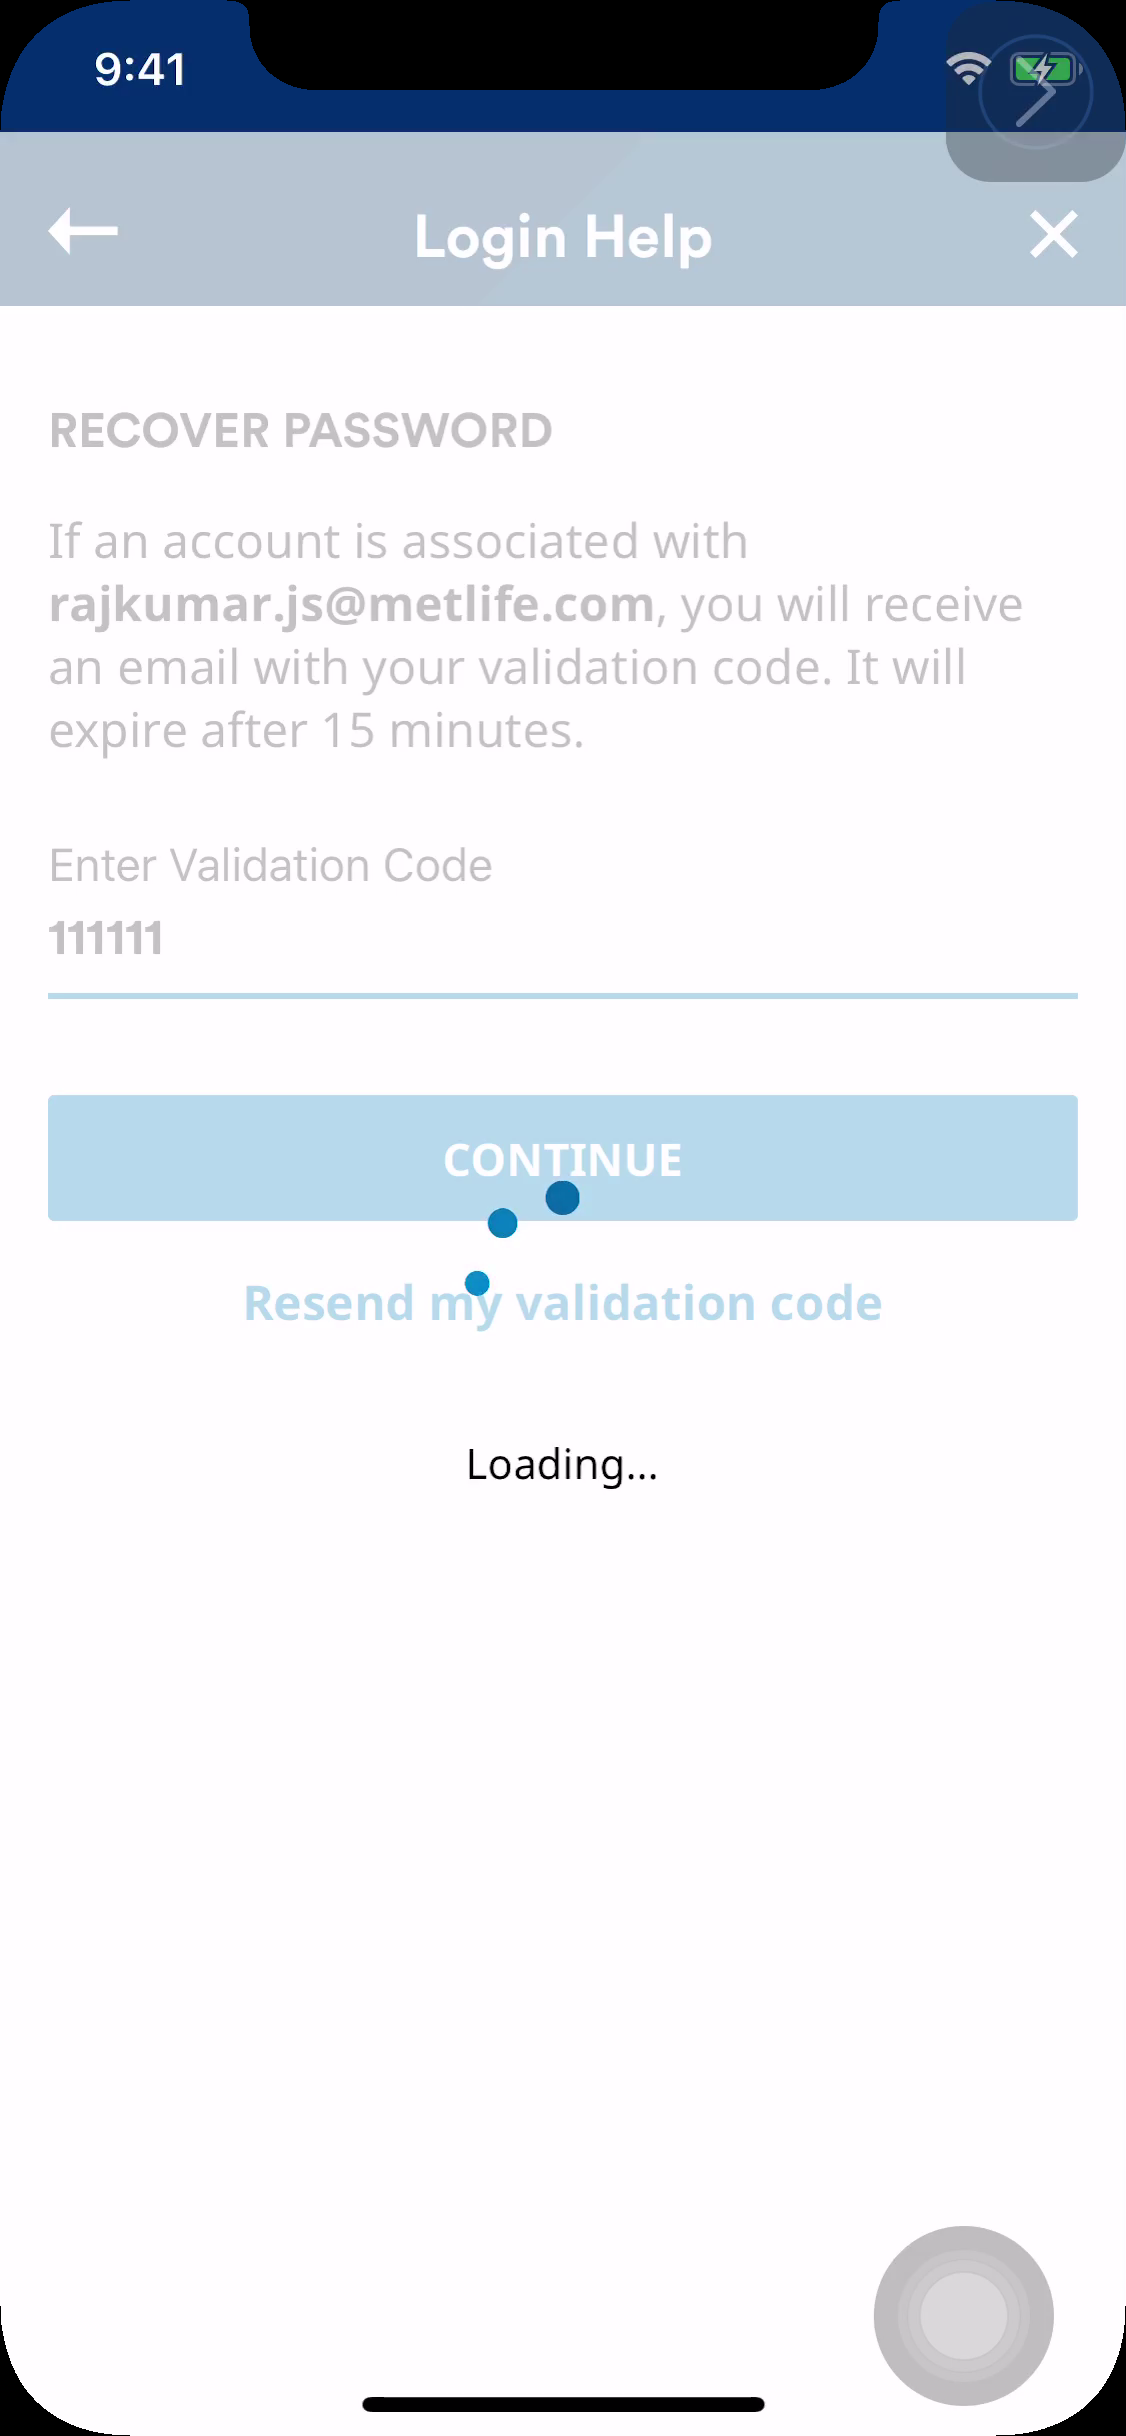 9:41
Login Help
RECOVER PASSWORD
If an account is associated with
rajkumar.js@metlife.com, you will receive
an email with your validation code. It will
expire after 15 minutes.
Enter Validation Code
111111
CONTINUE
Resend my validation code
Loading...